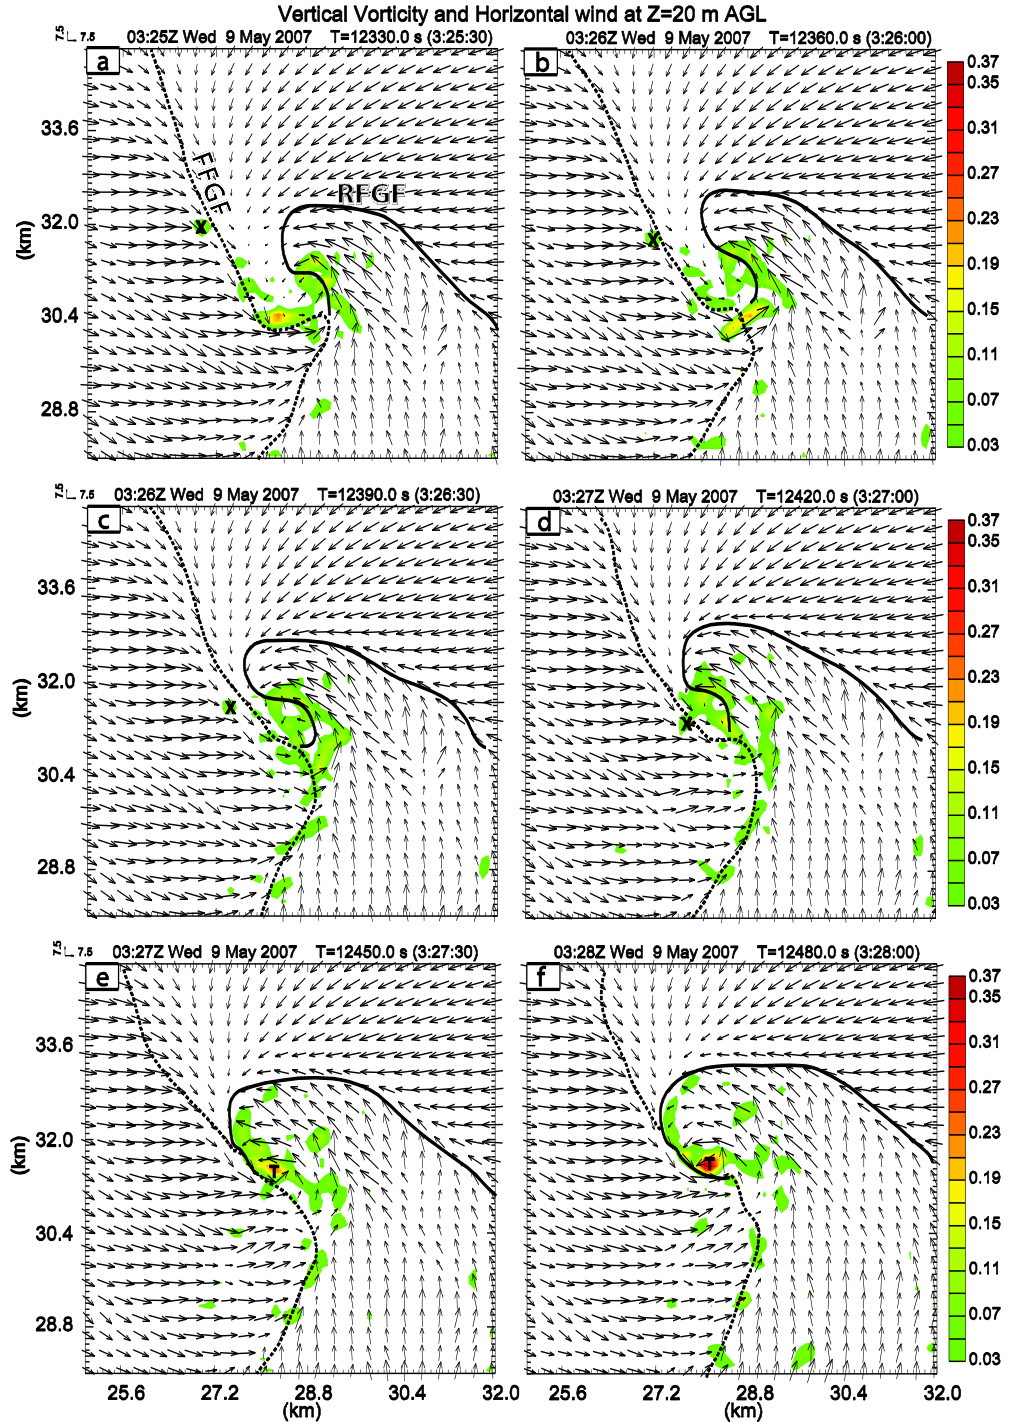 Vertical Vorticity and Horizontal wind at Z=20 m AGL
7.5 7.5 03:25Z Wed 9 May 2007 T=12330.0 s (3:25:30)
03:26Z Wed 9 May 2007 T=12360.0 s (3:26:00)
a
FFGF
RFGF
X
33.6
32.0
30.4
28.8
(km)
b
X
0.37
0.35
0.31
0.27
0.23
0.19
0.15
0.11
0.07
0.03
7.5 7.5 03:26Z Wed 9 May 2007 T=12390.0 s (3:26:30)
03:27Z Wed 9 May 2007 T=12420.0 s (3:27:00)
c
X
33.6
32.0
30.4
28.8
(km)
d
X
0.37
0.35
0.31
0.27
0.23
0.19
0.15
0.11
0.07
0.03
7.5 7.5 03:27Z Wed 9 May 2007 T=12450.0 s (3:27:30)
03:28Z Wed 9 May 2007 T=12480.0 s (3:28:00)
e
T
33.6
32.0
30.4
28.8
(km)
f
T
0.37
0.35
0.31
0.27
0.23
0.19
0.15
0.11
0.07
0.03
25.6 27.2 28.8 30.4 32.0
(km)
25.6 27.2 28.8 30.4 32.0
(km)